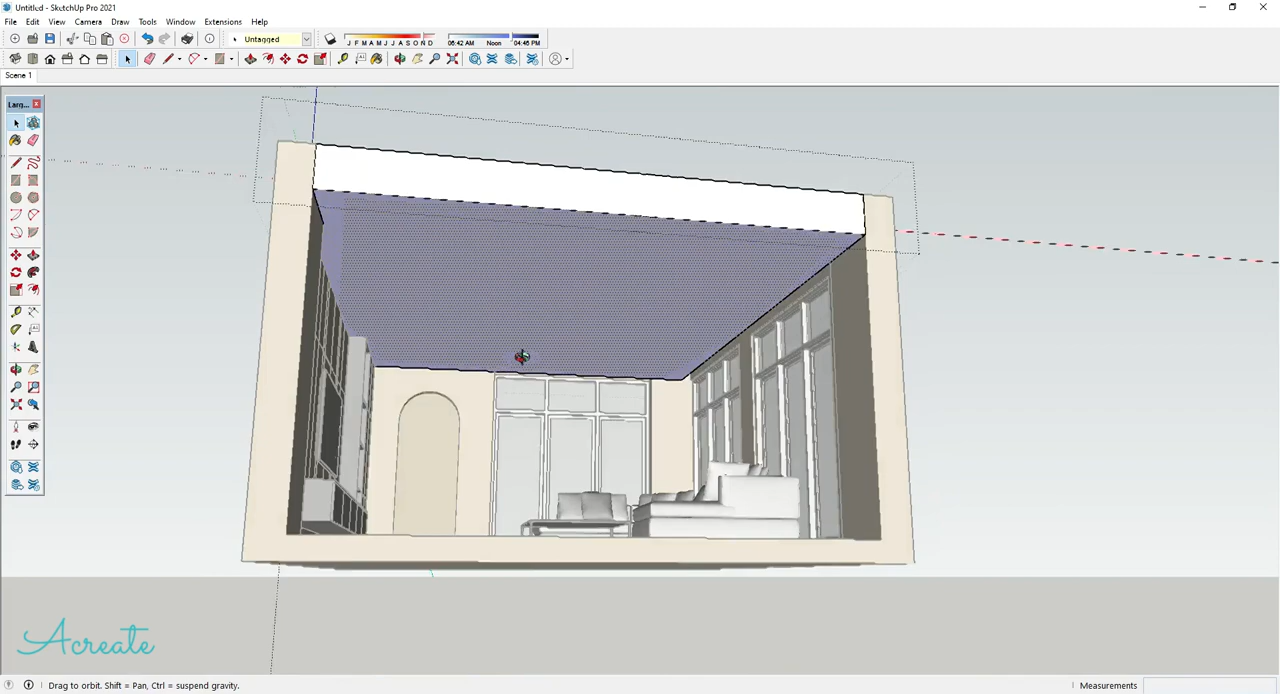 Untitled - SketchUp Pro 2021
File Edit View Camera Draw Tools Window Extensions Help
Untagged
J F M A M J J A S O N D
06:42 AM Noon 04:46 PM
Scene 1
Larg...
Acreate
Drag to orbit. Shift = Pan, Ctrl = suspend gravity.
Measurements